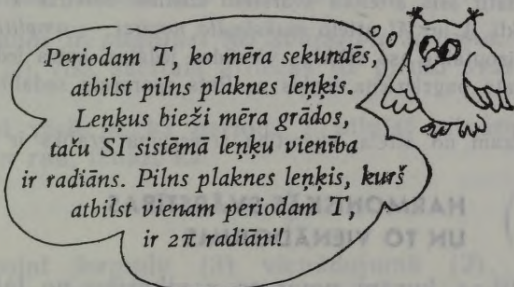 Periodam T, ko mēra sekundēs,
atbilst pilns plaknes leņķis.
Leņķus bieži mēra grādos,
taču SI sistēmā leņķu vienība
ir radiāns. Pilns plaknes leņķis, kurš
atbilst vienam periodam T,
ir 2π radiāni!